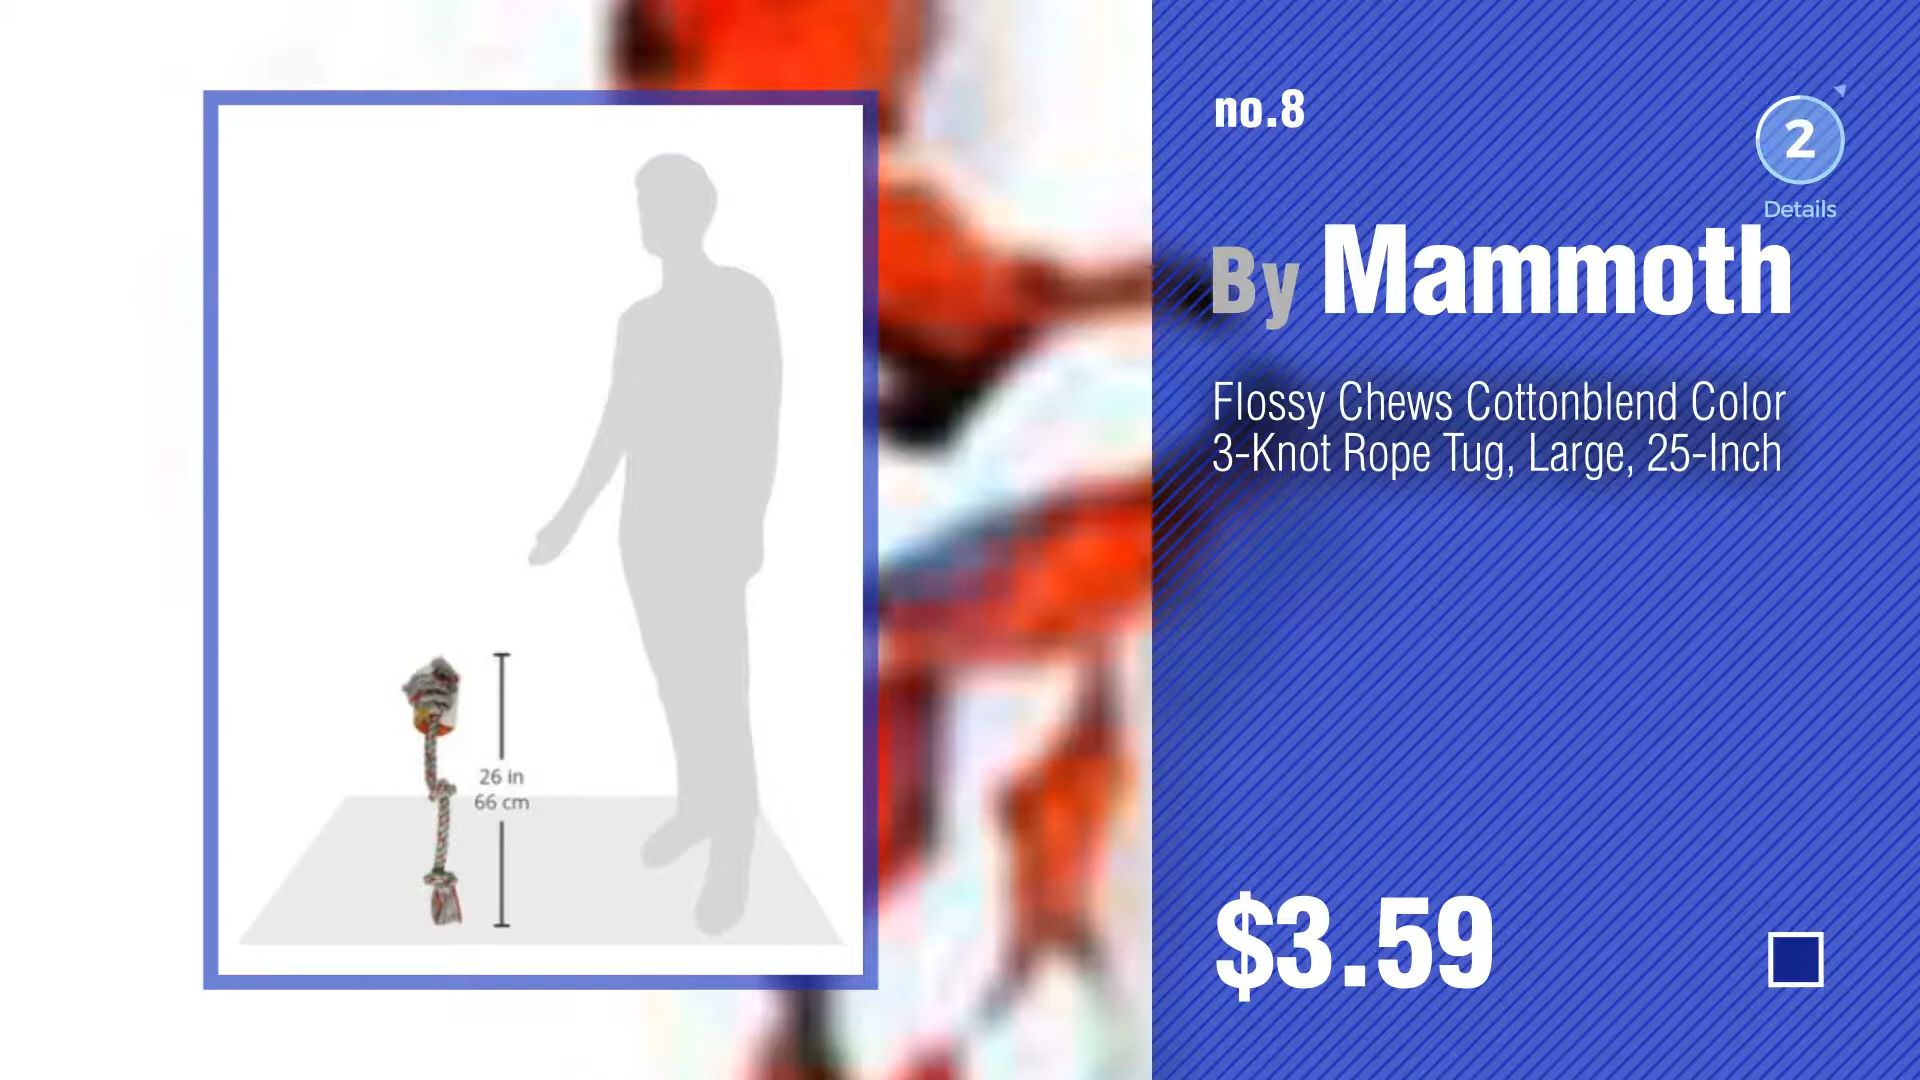 no.8
2
Details
By Mammoth
Flossy Chews Cottonblend Color
3-Knot Rope Tug, Large, 25-Inch
26 in
66 cm
$3.59